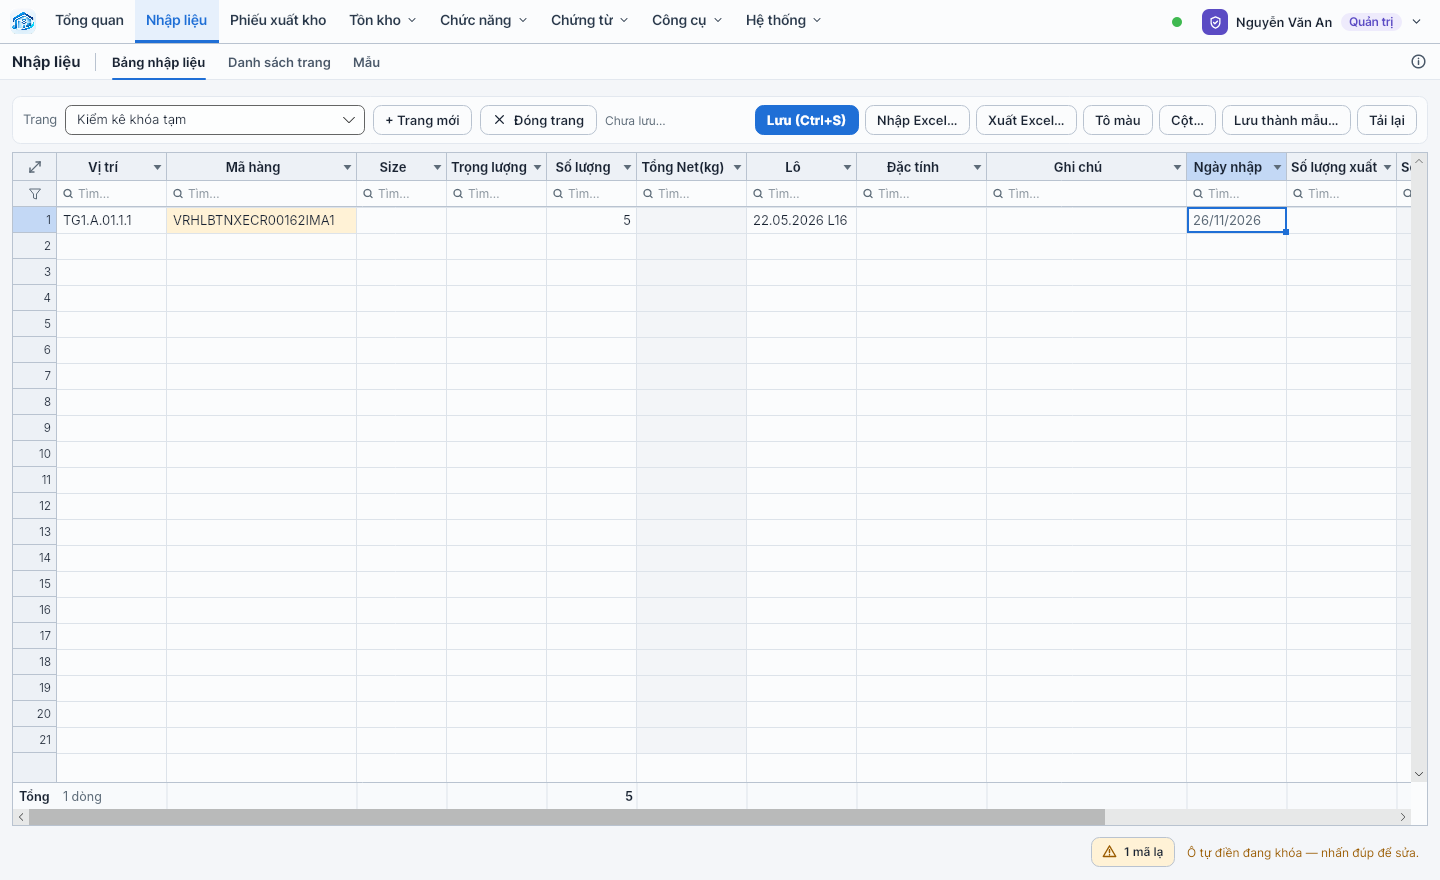 Tổng quan Nhập liệu Phiếu xuất kho Tồn kho Chức năng Chứng từ Công cụ Hệ thống Nguyễn Văn An Quản trị
Nhập liệu Bảng nhập liệu Danh sách trang Mẫu
Trang Kiểm kê khóa tạm + Trang mới Đóng trang Chưa lưu... Lưu (Ctrl+S) Nhập Excel... Xuất Excel... Tô màu Cột... Lưu thành mẫu... Tải lại
Vị trí Mã hàng Size Trọng lượng Số lượng Tổng Net(kg) Lô Đặc tính Ghi chú Ngày nhập Số lượng xuất
Tìm... Tìm... Tìm... Tìm... Tìm... Tìm... Tìm... Tìm... Tìm... Tìm... Tìm...
1 TG1.A.01.1.1 VRHLBTNXECR00162IMA1 5 22.05.2026 L16 26/11/2026
2
3
4
5
6
7
8
9
10
11
12
13
14
15
16
17
18
19
20
21
Tổng 1 dòng 5
1 mã lạ Ô tự điền đang khóa — nhấn đúp để sửa.